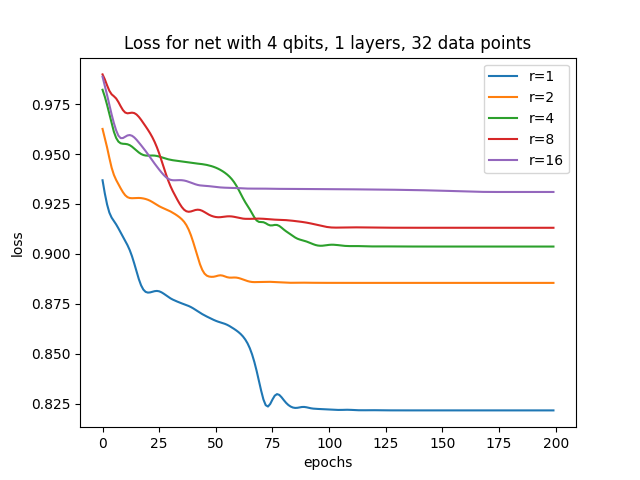 Loss for net with 4 qbits, 1 layers, 32 data points
loss
0.975
0.950
0.925
0.900
0.875
0.850
0.825
r=1
r=2
r=4
r=8
r=16
0 25 50 75 100 125 150 175 200
epochs